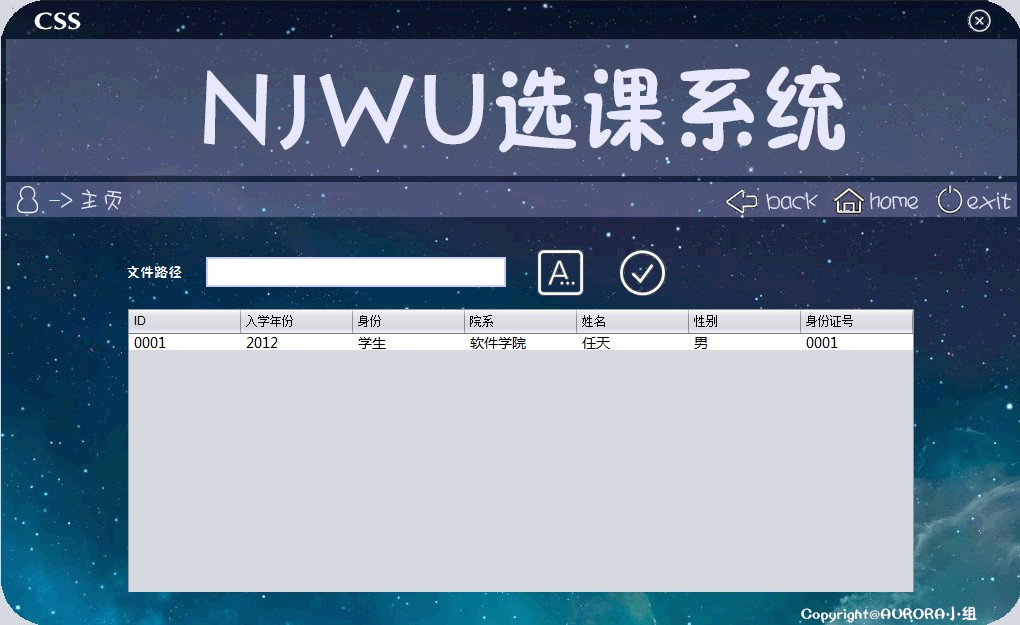 CSS
NJWU选课系统
-> 主页 back home exit
文件路径 A...
ID 入学年份 身份 院系 姓名 性别 身份证号
0001 2012 学生 软件学院 任天 男 0001
Copyright@AURORA小组